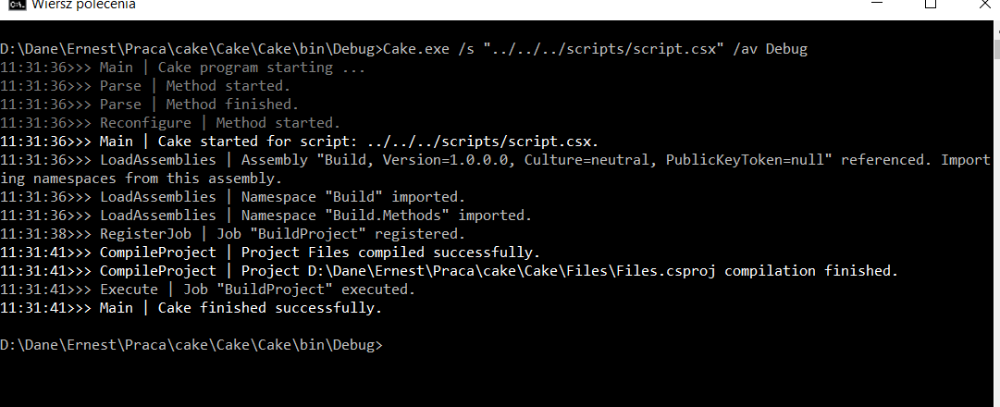 Wiersz polecenia
D:\Dane\Ernest\Praca\cake\Cake\Cake\bin\Debug>Cake.exe /s "../../../scripts/script.csx" /av Debug
11:31:36>>> Main | Cake program starting ...
11:31:36>>> Parse | Method started.
11:31:36>>> Parse | Method finished.
11:31:36>>> Reconfigure | Method started.
11:31:36>>> Main | Cake started for script: ../../../scripts/script.csx.
11:31:36>>> LoadAssemblies | Assembly "Build, Version=1.0.0.0, Culture=neutral, PublicKeyToken=null" referenced. Import
ing namespaces from this assembly.
11:31:36>>> LoadAssemblies | Namespace "Build" imported.
11:31:36>>> LoadAssemblies | Namespace "Build.Methods" imported.
11:31:38>>> RegisterJob | Job "BuildProject" registered.
11:31:41>>> CompileProject | Project Files compiled successfully.
11:31:41>>> CompileProject | Project D:\Dane\Ernest\Praca\cake\Cake\Files\Files.csproj compilation finished.
11:31:41>>> Execute | Job "BuildProject" executed.
11:31:41>>> Main | Cake finished successfully.
D:\Dane\Ernest\Praca\cake\Cake\Cake\bin\Debug>